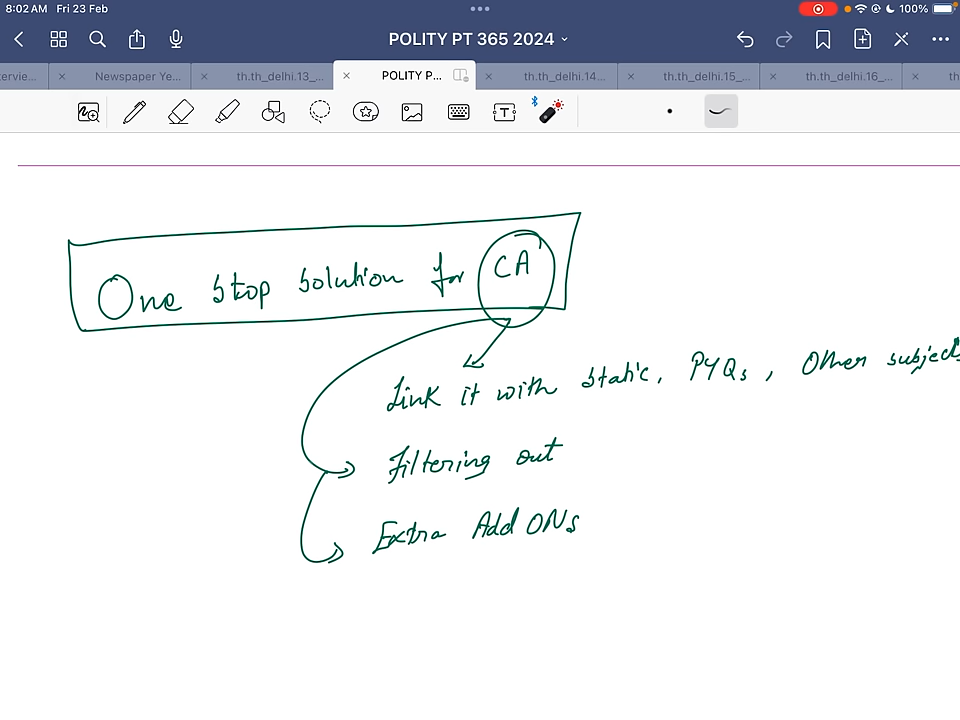 8:02 AM Fri 23 Feb
100%
POLITY PT 365 2024
tervie...
Newspaper Ye...
th.th_delhi.13_...
POLITY P...
th.th_delhi.14...
th.th_delhi.15_...
th.th_delhi.16_...
th
One stop solution for CA
Link it with static, PYQs, Other subjects
Filtering out
Extra Add ONs